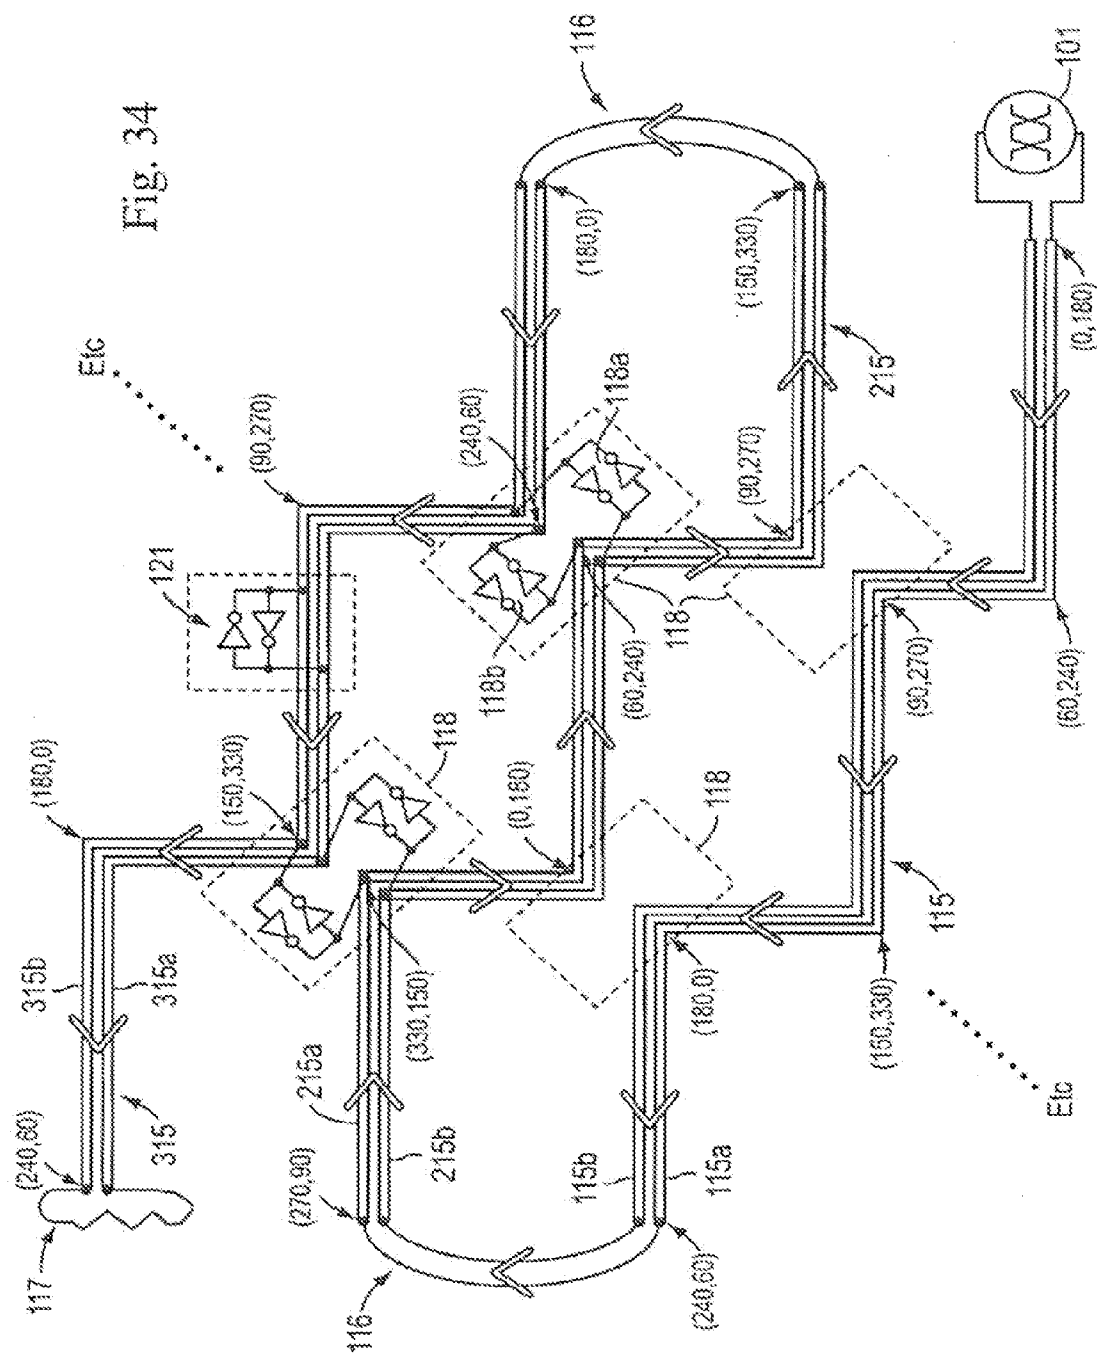 Fig. 34
116
101
(0,180)
(180,0)
(150,330)
215
Etc
(90,270)
(240,60)
118a
(90,270)
121
118
118b
(60,240)
(90,270)
(60,240)
(180,0)
(150,330)
118
(0,180)
118
115
(150,330)
(180,0)
315b
315a
(330,150)
Etc
215a
215b
115b
115a
(240,60)
315
(270,90)
(240,60)
117
116